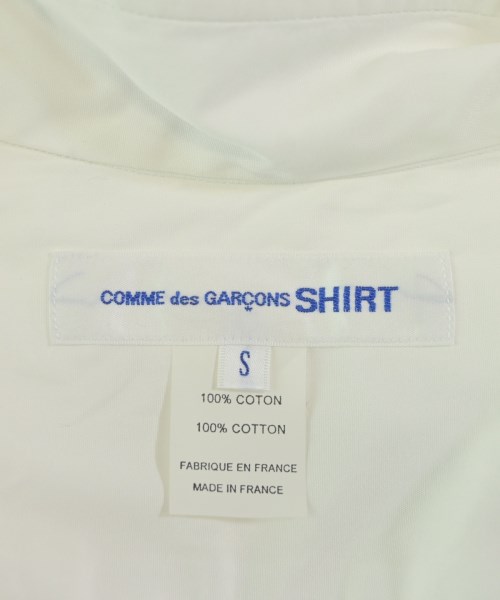 COMME des GARÇONS SHIRT
S
100% COTON
100% COTTON
FABRIQUE EN FRANCE
MADE IN FRANCE